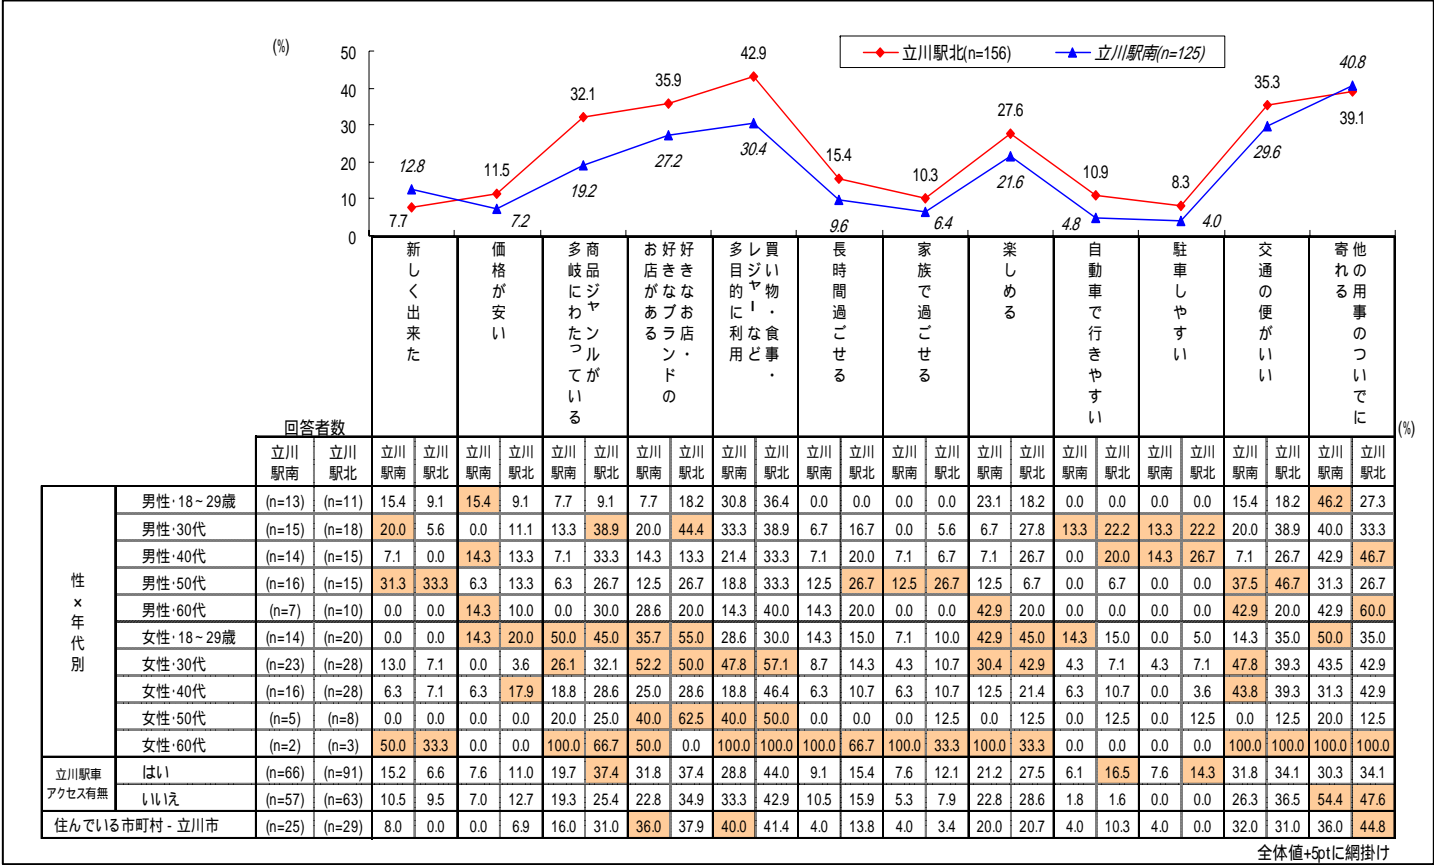 (%)
50
40
30
20
10
0
立川駅北(n=156)
立川駅南(n=125)
7.7 11.5 32.1 35.9 42.9 15.4 10.3 27.6 10.9 8.3 35.3 39.1
12.8 7.2 19.2 27.2 30.4 9.6 6.4 21.6 4.8 4.0 29.6 40.8
新しく出来た
価格が安い
商品ジャンルが
多岐にわたっている
好きなお店・
好きなブランドの
お店がある
買い物・食事・
レジャーなど
多目的に利用
長時間過ごせる
家族で過ごせる
楽しめる
自動車で行きやすい
駐車しやすい
交通の便がいい
他の用事のついでに
寄れる
回答者数
(%)
立川 立川 立川 立川 立川 立川 立川 立川 立川 立川 立川 立川 立川 立川 立川 立川 立川 立川 立川 立川 立川 立川 立川 立川 立川 立川
駅南 駅北 駅南 駅北 駅南 駅北 駅南 駅北 駅南 駅北 駅南 駅北 駅南 駅北 駅南 駅北 駅南 駅北 駅南 駅北 駅南 駅北 駅南 駅北 駅南 駅北
性×年代別
男性・18~29歳 (n=13) (n=11) 15.4 9.1 15.4 9.1 7.7 9.1 7.7 18.2 30.8 36.4 0.0 0.0 0.0 0.0 23.1 18.2 0.0 0.0 0.0 0.0 15.4 18.2 46.2 27.3
男性・30代 (n=15) (n=18) 20.0 5.6 0.0 11.1 13.3 38.9 20.0 44.4 33.3 38.9 6.7 16.7 0.0 5.6 6.7 27.8 13.3 22.2 13.3 22.2 20.0 38.9 40.0 33.3
男性・40代 (n=14) (n=15) 7.1 0.0 14.3 13.3 7.1 33.3 14.3 13.3 21.4 33.3 7.1 20.0 7.1 6.7 7.1 26.7 0.0 20.0 14.3 26.7 7.1 26.7 42.9 46.7
男性・50代 (n=16) (n=15) 31.3 33.3 6.3 13.3 6.3 26.7 12.5 26.7 18.8 33.3 12.5 26.7 12.5 26.7 12.5 6.7 0.0 6.7 0.0 0.0 37.5 46.7 31.3 26.7
男性・60代 (n=7) (n=10) 0.0 0.0 14.3 10.0 0.0 30.0 28.6 20.0 14.3 40.0 14.3 20.0 0.0 0.0 42.9 20.0 0.0 0.0 0.0 0.0 42.9 20.0 42.9 60.0
女性・18~29歳 (n=14) (n=20) 0.0 0.0 14.3 20.0 50.0 45.0 35.7 55.0 28.6 30.0 14.3 15.0 7.1 10.0 42.9 45.0 14.3 15.0 0.0 5.0 14.3 35.0 50.0 35.0
女性・30代 (n=23) (n=28) 13.0 7.1 0.0 3.6 26.1 32.1 52.2 50.0 47.8 57.1 8.7 14.3 4.3 10.7 30.4 42.9 4.3 7.1 4.3 7.1 47.8 39.3 43.5 42.9
女性・40代 (n=16) (n=28) 6.3 7.1 6.3 17.9 18.8 28.6 25.0 28.6 18.8 46.4 6.3 10.7 6.3 10.7 12.5 21.4 6.3 10.7 0.0 3.6 43.8 39.3 31.3 42.9
女性・50代 (n=5) (n=8) 0.0 0.0 0.0 0.0 20.0 25.0 40.0 62.5 40.0 50.0 0.0 0.0 0.0 12.5 0.0 12.5 0.0 12.5 0.0 12.5 0.0 12.5 20.0 12.5
女性・60代 (n=2) (n=3) 50.0 33.3 0.0 0.0 100.0 66.7 50.0 0.0 100.0 100.0 100.0 66.7 100.0 33.3 100.0 33.3 0.0 0.0 0.0 0.0 100.0 100.0 100.0 100.0
立川駅車
アクセス有無
はい (n=66) (n=91) 15.2 6.6 7.6 11.0 19.7 37.4 31.8 37.4 28.8 44.0 9.1 15.4 7.6 12.1 21.2 27.5 6.1 16.5 7.6 14.3 31.8 34.1 30.3 34.1
いいえ (n=57) (n=63) 10.5 9.5 7.0 12.7 19.3 25.4 22.8 34.9 33.3 42.9 10.5 15.9 5.3 7.9 22.8 28.6 1.8 1.6 0.0 0.0 26.3 36.5 54.4 47.6
住んでいる市町村 - 立川市 (n=25) (n=29) 8.0 0.0 0.0 6.9 16.0 31.0 36.0 37.9 40.0 41.4 4.0 13.8 4.0 3.4 20.0 20.7 4.0 10.3 4.0 0.0 32.0 31.0 36.0 44.8
全体値+5ptに網掛け